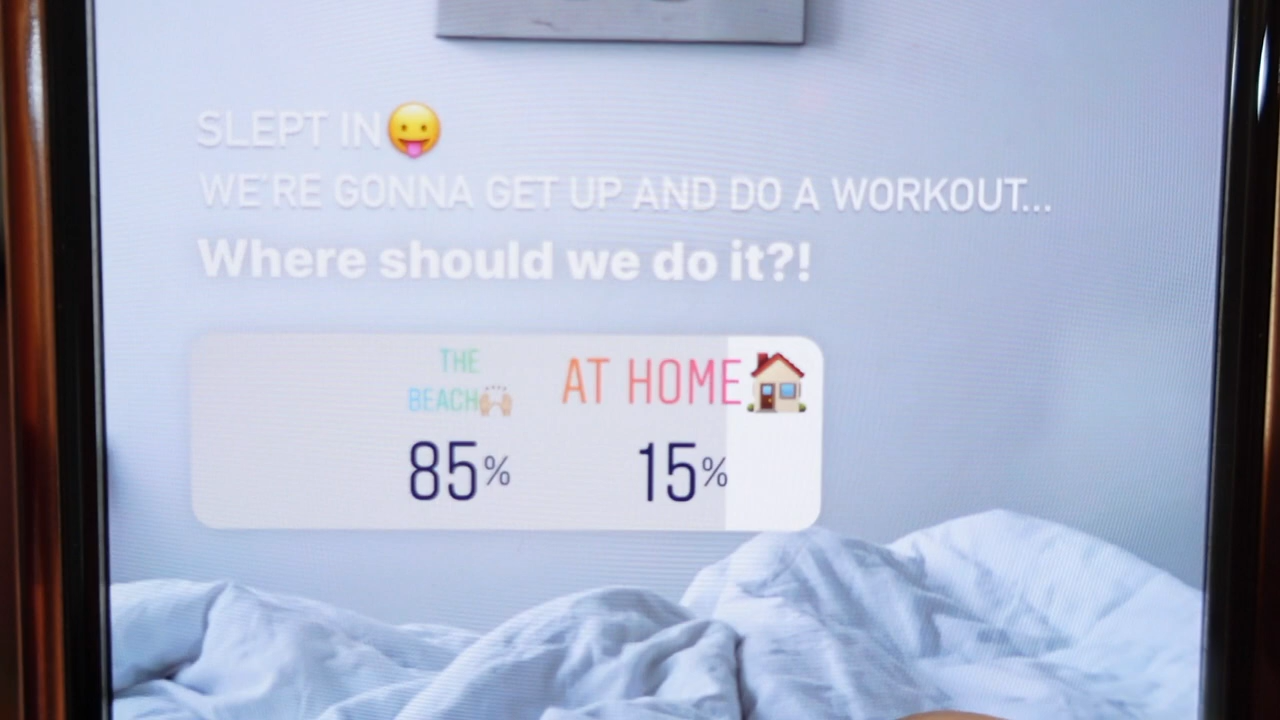 SLEPT IN😛
WE'RE GONNA GET UP AND DO A WORKOUT...
Where should we do it?!
THE
BEACH🙌🏼
AT HOME🏠
85%
15%